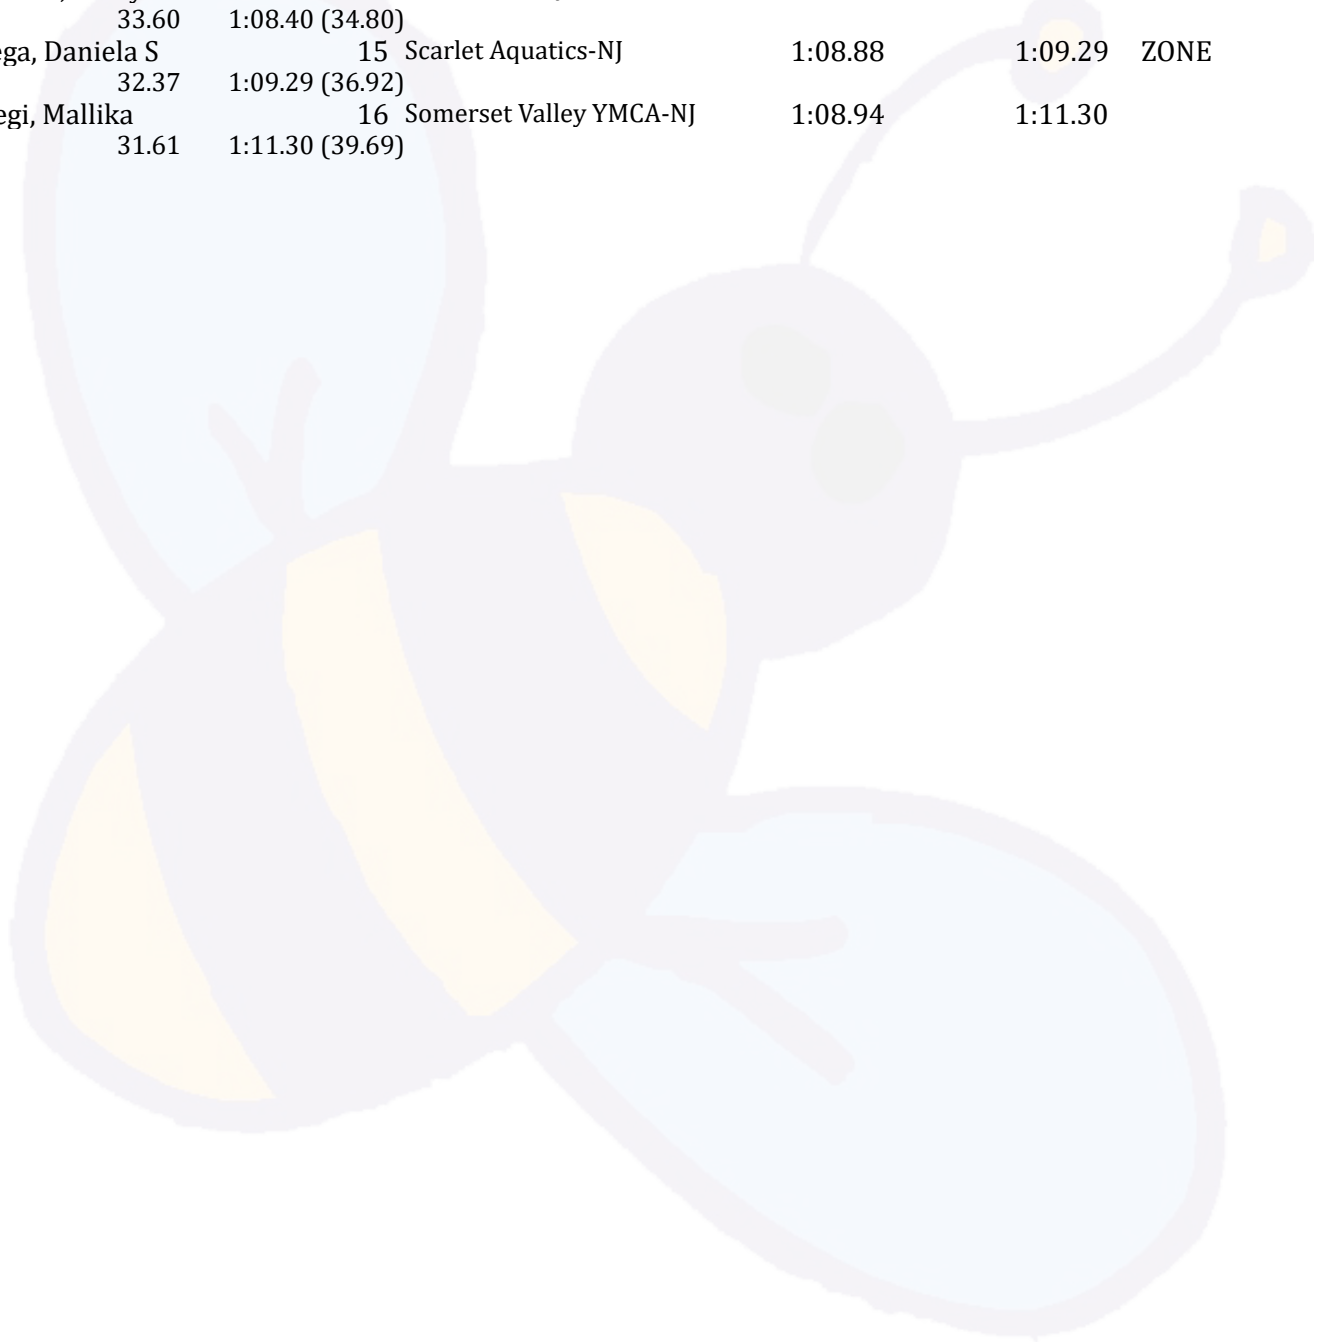 33.60 1:08.40 (34.80)
ega, Daniela S 15 Scarlet Aquatics-NJ 1:08.88 1:09.29 ZONE
32.37 1:09.29 (36.92)
egi, Mallika 16 Somerset Valley YMCA-NJ 1:08.94 1:11.30
31.61 1:11.30 (39.69)